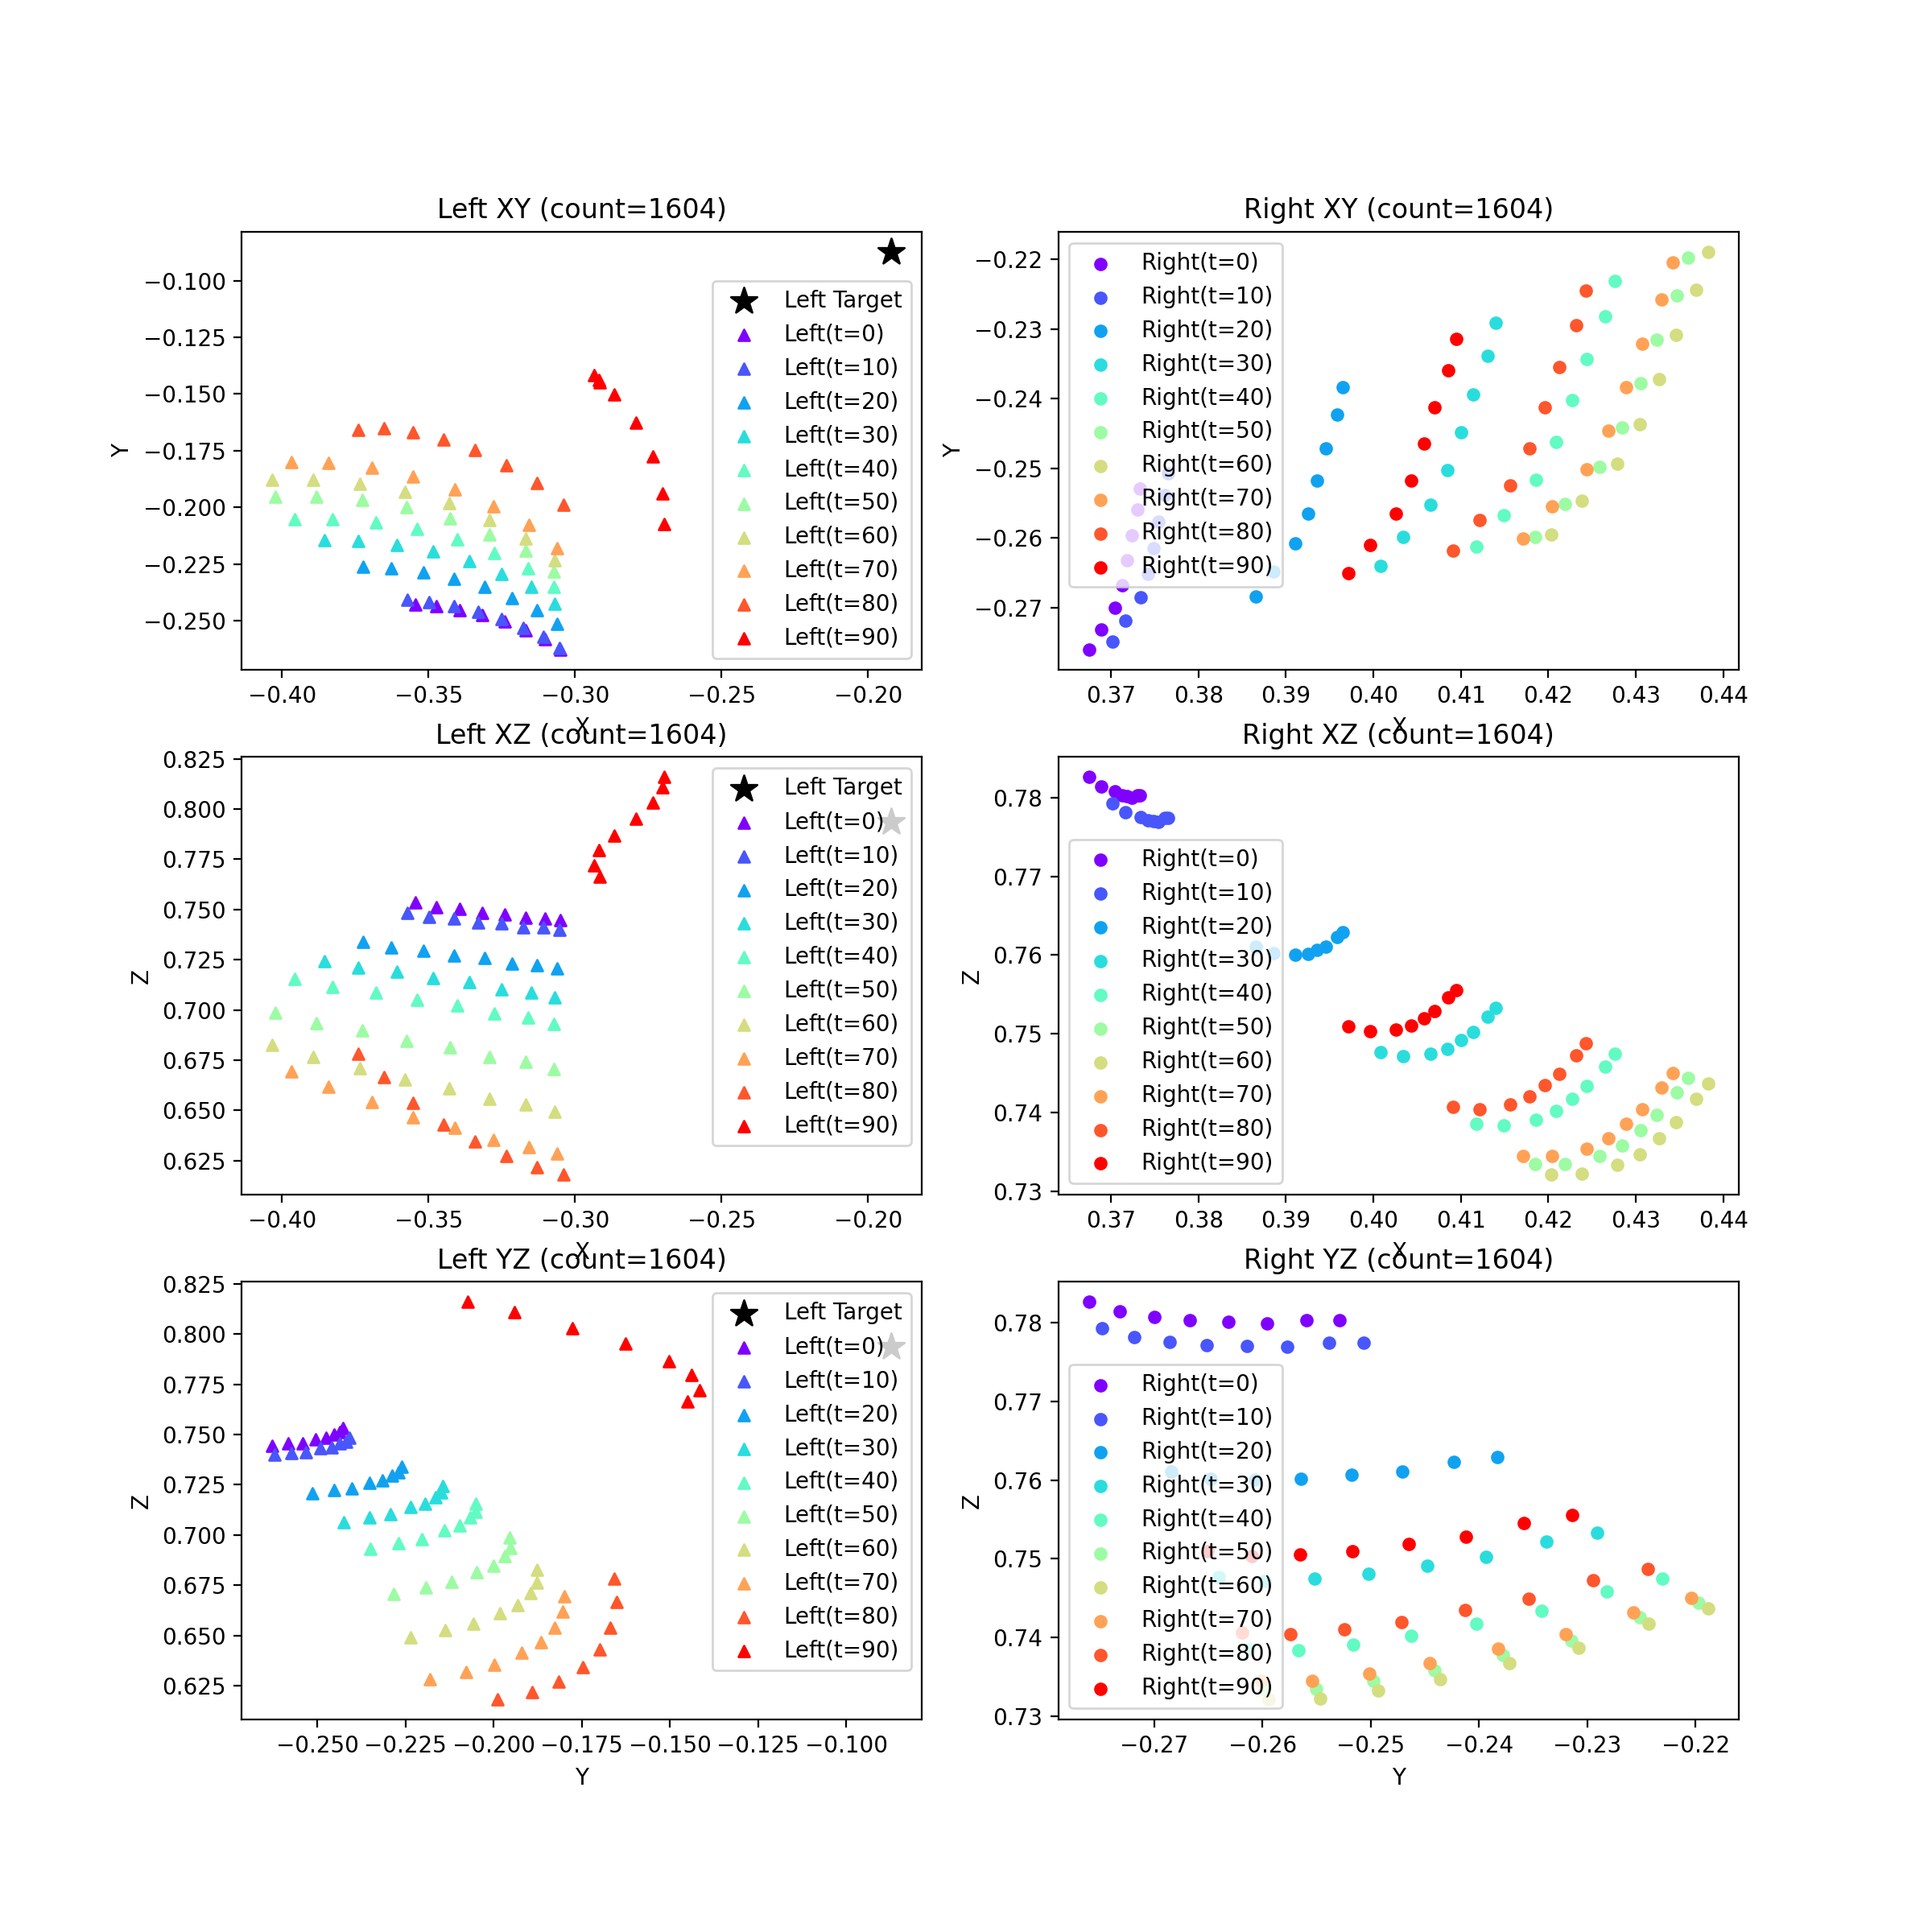 Left XY (count=1604)
Y
−0.100
−0.125
−0.150
−0.175
−0.200
−0.225
−0.250
−0.40
−0.35
−0.30
−0.25
−0.20
X
Left Target
Left(t=0)
Left(t=10)
Left(t=20)
Left(t=30)
Left(t=40)
Left(t=50)
Left(t=60)
Left(t=70)
Left(t=80)
Left(t=90)
Right XY (count=1604)
Y
−0.22
−0.23
−0.24
−0.25
−0.26
−0.27
0.37
0.38
0.39
0.40
0.41
0.42
0.43
0.44
X
Right(t=0)
Right(t=10)
Right(t=20)
Right(t=30)
Right(t=40)
Right(t=50)
Right(t=60)
Right(t=70)
Right(t=80)
Right(t=90)
Left XZ (count=1604)
Z
0.825
0.800
0.775
0.750
0.725
0.700
0.675
0.650
0.625
−0.40
−0.35
−0.30
−0.25
−0.20
X
Left Target
Left(t=0)
Left(t=10)
Left(t=20)
Left(t=30)
Left(t=40)
Left(t=50)
Left(t=60)
Left(t=70)
Left(t=80)
Left(t=90)
Right XZ (count=1604)
Z
0.78
0.77
0.76
0.75
0.74
0.73
0.37
0.38
0.39
0.40
0.41
0.42
0.43
0.44
X
Right(t=0)
Right(t=10)
Right(t=20)
Right(t=30)
Right(t=40)
Right(t=50)
Right(t=60)
Right(t=70)
Right(t=80)
Right(t=90)
Left YZ (count=1604)
Z
0.825
0.800
0.775
0.750
0.725
0.700
0.675
0.650
0.625
−0.250
−0.225
−0.200
−0.175
−0.150
−0.125
−0.100
Y
Left Target
Left(t=0)
Left(t=10)
Left(t=20)
Left(t=30)
Left(t=40)
Left(t=50)
Left(t=60)
Left(t=70)
Left(t=80)
Left(t=90)
Right YZ (count=1604)
Z
0.78
0.77
0.76
0.75
0.74
0.73
−0.27
−0.26
−0.25
−0.24
−0.23
−0.22
Y
Right(t=0)
Right(t=10)
Right(t=20)
Right(t=30)
Right(t=40)
Right(t=50)
Right(t=60)
Right(t=70)
Right(t=80)
Right(t=90)